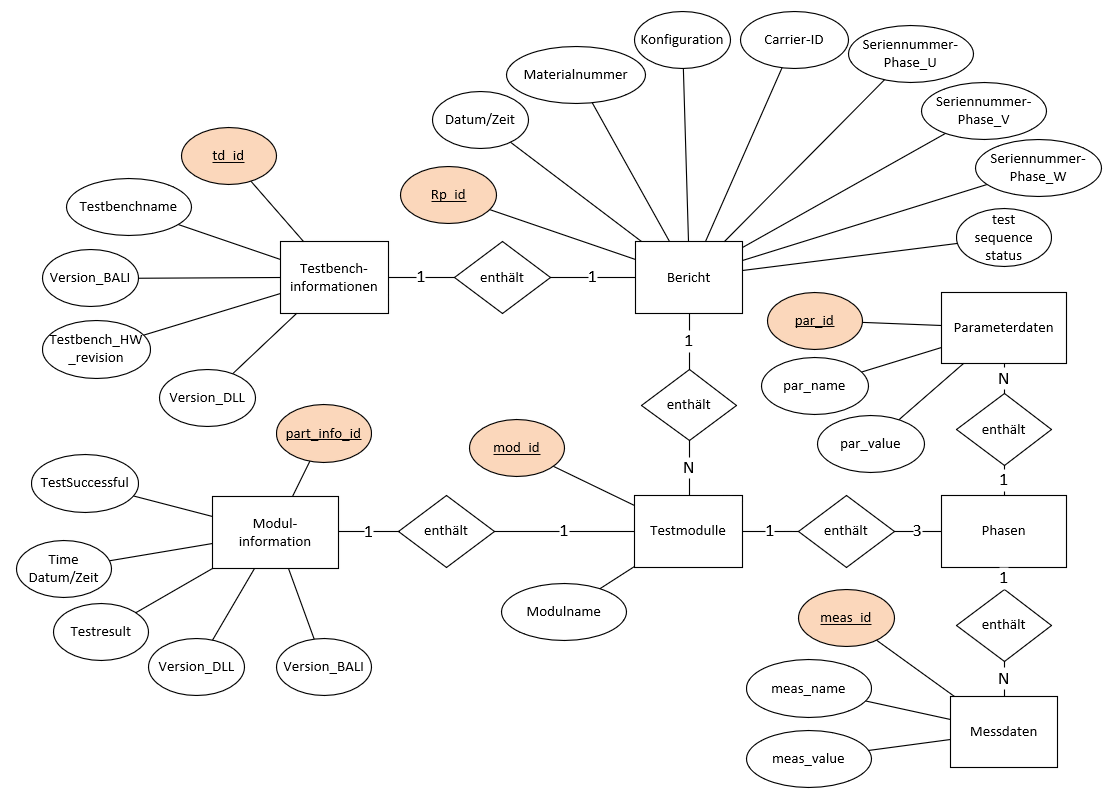 Konfiguration
Carrier-ID
Seriennummer-
Phase_U
Materialnummer
Seriennummer-
Phase_V
Datum/Zeit
td_id
Seriennummer-
Phase_W
Rp_id
Testbenchname
test
sequence
status
Version_BALI
Testbench-
informationen
1
enthält
1
Bericht
Testbench_HW
_revision
Version_DLL
par_id
Parameterdaten
1
par_name
N
enthält
enthält
par_value
part_info_id
mod_id
N
1
TestSuccessful
Modul-
information
1
enthält
1
Testmodulle
1
enthält
3
Phasen
Time
Datum/Zeit
1
Testresult
Modulname
meas_id
enthält
Version_DLL
Version_BALI
N
meas_name
Messdaten
meas_value